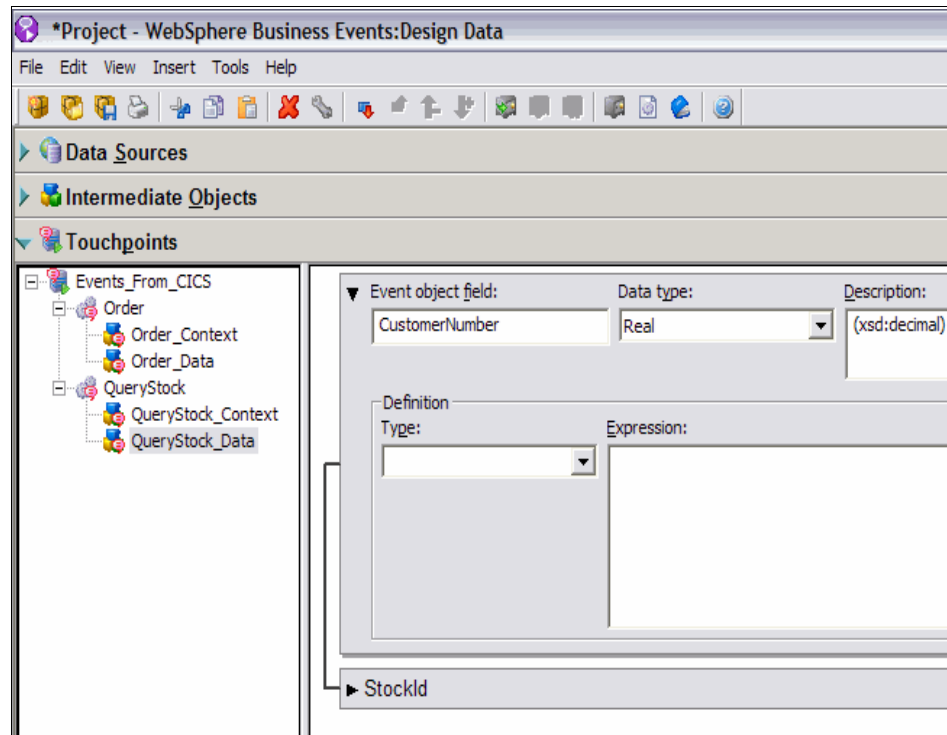 *Project - WebSphere Business Events:Design Data
File Edit View Insert Tools Help
Data Sources
Intermediate Objects
Touchpoints
Events_From_CICS
Order
Order_Context
Order_Data
QueryStock
QueryStock_Context
QueryStock_Data
Event object field: Data type: Description:
CustomerNumber Real (xsd:decimal)
Definition
Type: Expression:
StockId